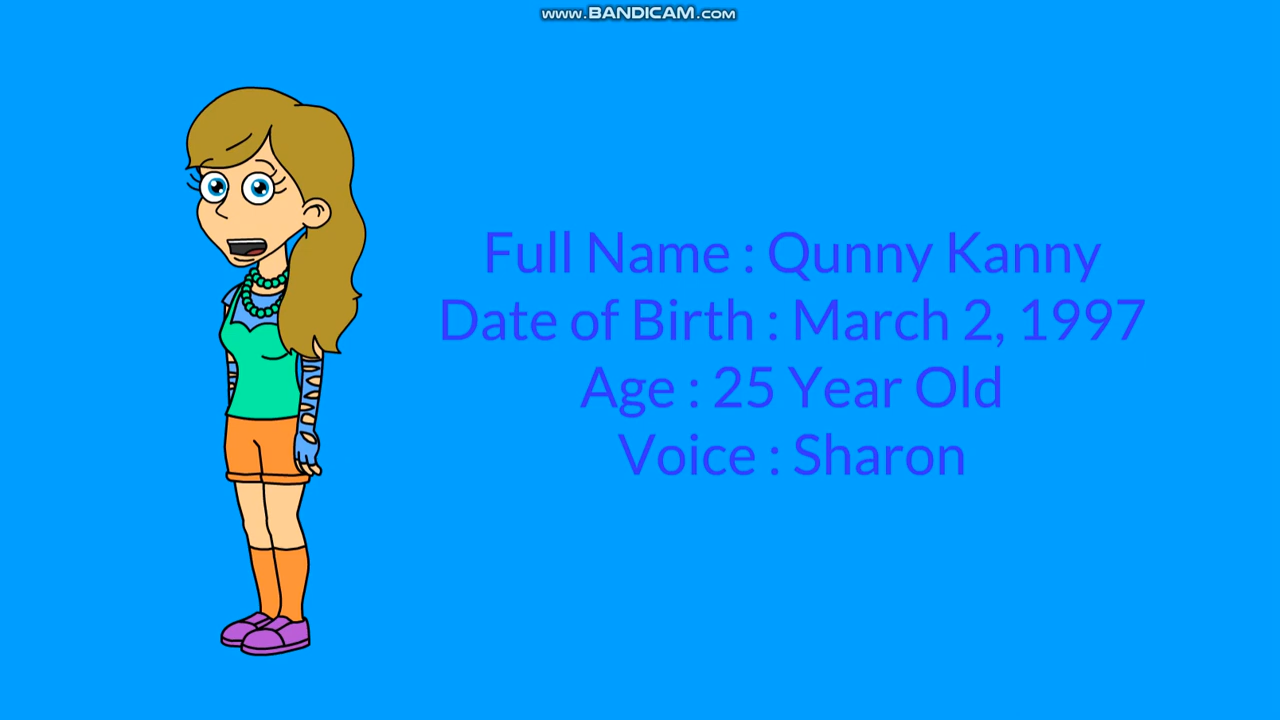 www.BANDICAM.com
Full Name : Qunny Kanny
Date of Birth : March 2, 1997
Age : 25 Year Old
Voice : Sharon